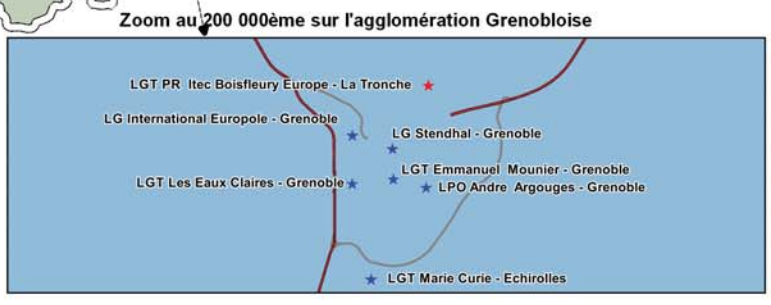 Zoom au 200 000ème sur l'agglomération Grenobloise
LGT PR Itec Boisfleury Europe - La Tronche
LG International Europole - Grenoble
LG Stendhal - Grenoble
LGT Emmanuel Mounier - Grenoble
LGT Les Eaux Claires - Grenoble
LPO Andre Argouges - Grenoble
LGT Marie Curie - Echirolles